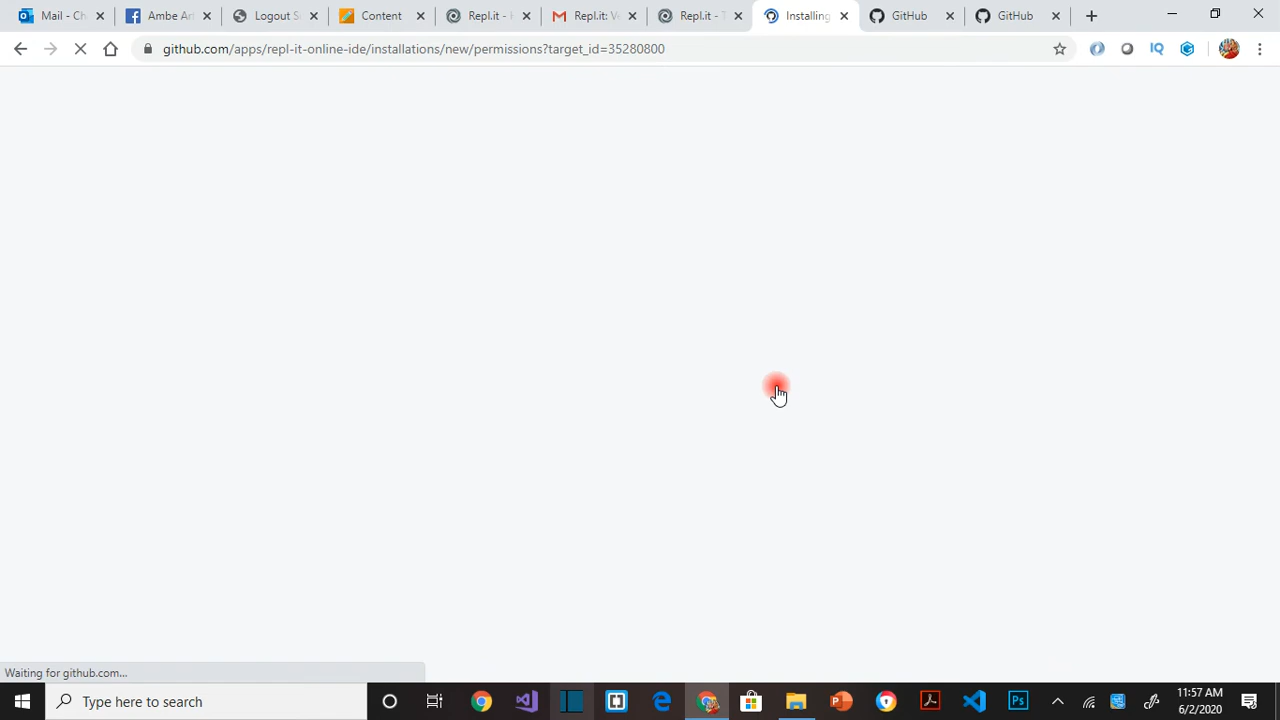 Mail - Ch
Ambe Ar
Logout S
Content
Repl.it - H
Repl.it: V
Repl.it - T
Installing
GitHub
GitHub
github.com/apps/repl-it-online-ide/installations/new/permissions?target_id=35280800
IQ
Waiting for github.com...
Type here to search
Ps
11:57 AM
6/2/2020